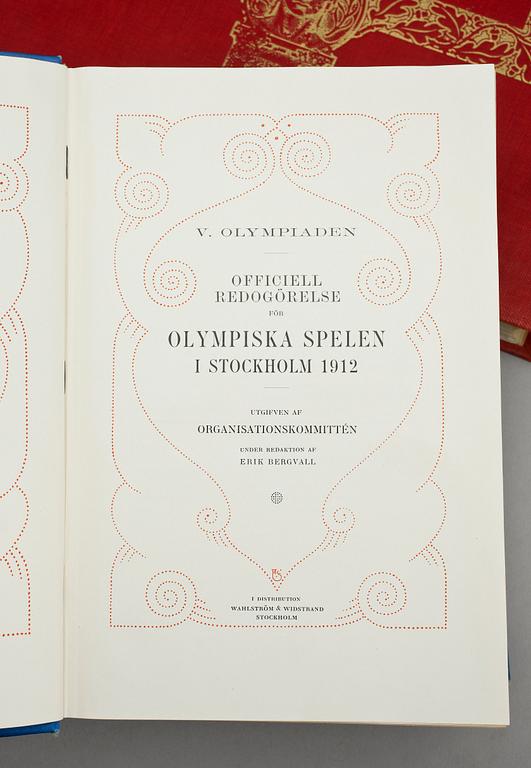 V. OLYMPIADEN
OFFICIELL
REDOGÖRELSE
FÖR
OLYMPISKA SPELEN
I STOCKHOLM 1912
UTGIFVEN AF
ORGANISATIONSKOMMITTÉN
UNDER REDAKTION AF
ERIK BERGVALL
I DISTRIBUTION
WAHLSTRÖM & WIDSTRAND
STOCKHOLM